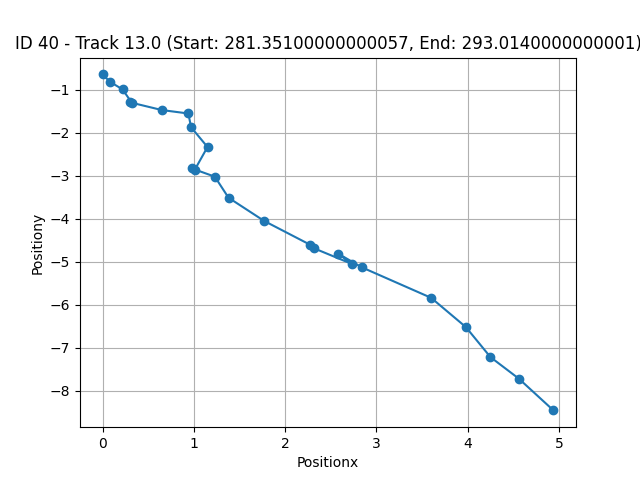 ID 40 - Track 13.0 (Start: 281.35100000000057, End: 293.0140000000001)
−1
−2
−3
−4
−5
−6
−7
−8
Positiony
0 1 2 3 4 5
Positionx